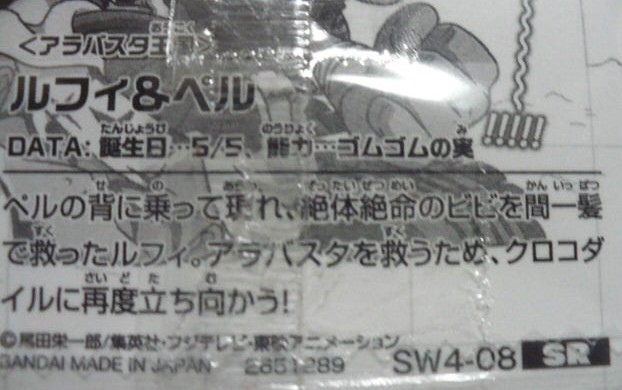 <アラバスタ王国>
ルフィ&ペル
DATA: 誕生日…5/5、能力…ゴムゴムの実
ペルの背に乗って現れ、絶体絶命のビビを間一髪
で救ったルフィ。アラバスタを救うため、クロコダ
イルに再度立ち向かう!
©尾田栄一郎/集英社・フジテレビ・東映アニメーション
BANDAI MADE IN JAPAN 2651289 SW4-08 SR